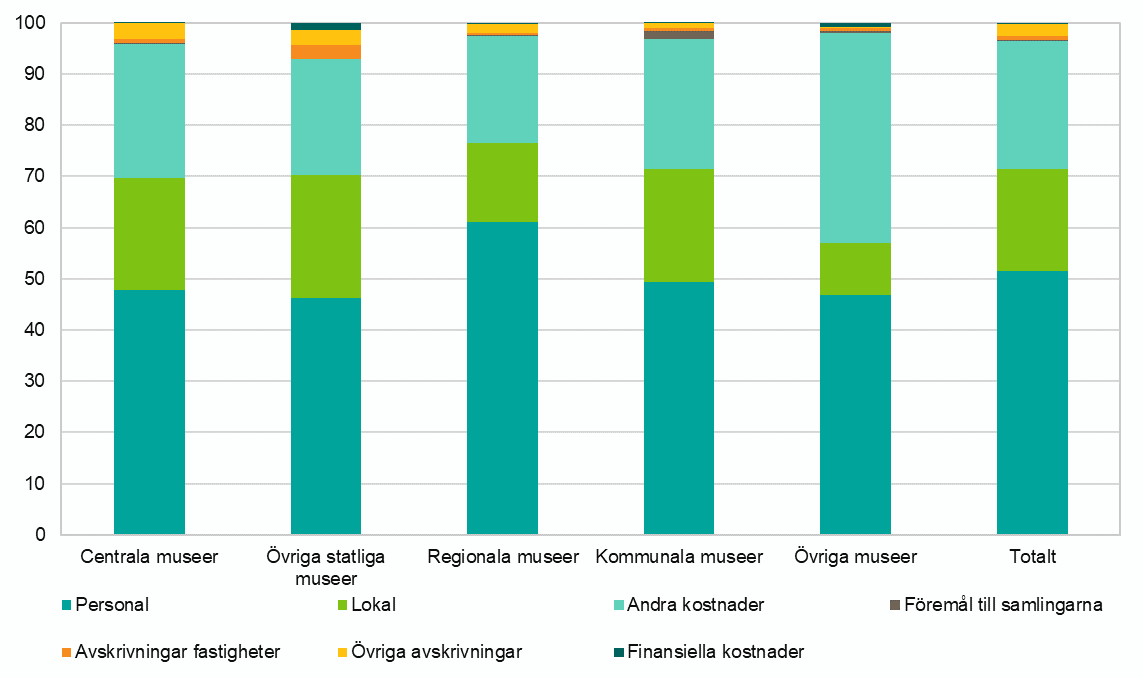 100
90
80
70
60
50
40
30
20
10
0
Centrala museer
Övriga statliga museer
Regionala museer
Kommunala museer
Övriga museer
Totalt
Personal
Lokal
Andra kostnader
Föremål till samlingarna
Avskrivningar fastigheter
Övriga avskrivningar
Finansiella kostnader